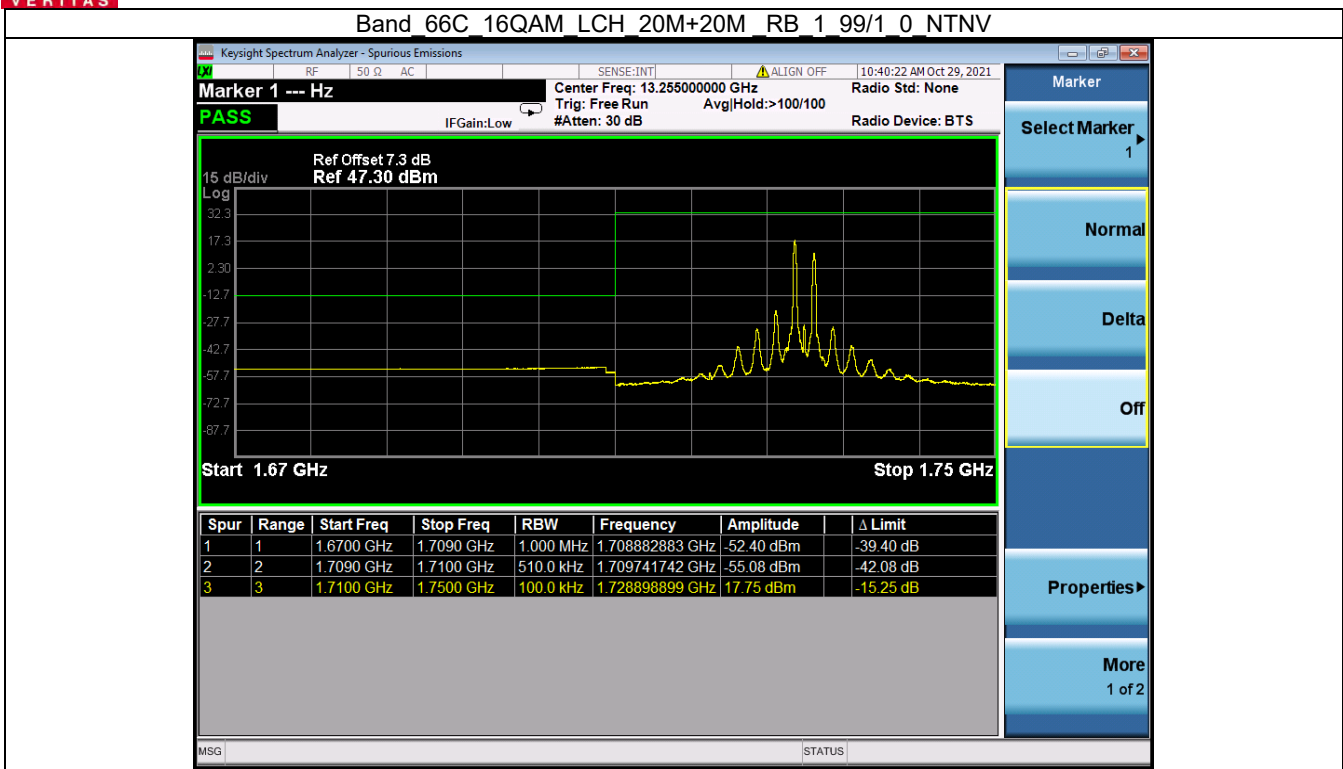 VERITAS
Band_66C_16QAM_LCH_20M+20M _RB_1_99/1_0_NTNV
Keysight Spectrum Analyzer - Spurious Emissions
LXI RF 50 Ω AC SENSE:INT ALIGN OFF 10:40:22 AM Oct 29, 2021
Marker 1 --- Hz
Center Freq: 13.255000000 GHz
Radio Std: None
Trig: Free Run Avg|Hold:>100/100
PASS
IFGain:Low
#Atten: 30 dB
Radio Device: BTS
Ref Offset 7.3 dB
15 dB/div Ref 47.30 dBm
Log
32.3
17.3
2.30
-12.7
-27.7
-42.7
-57.7
-72.7
-87.7
Start 1.67 GHz Stop 1.75 GHz
Spur Range Start Freq Stop Freq RBW Frequency Amplitude Δ Limit
1 1 1.6700 GHz 1.7090 GHz 1.000 MHz 1.708882883 GHz -52.40 dBm -39.40 dB
2 2 1.7090 GHz 1.7100 GHz 510.0 kHz 1.709741742 GHz -55.08 dBm -42.08 dB
3 3 1.7100 GHz 1.7500 GHz 100.0 kHz 1.728898899 GHz 17.75 dBm -15.25 dB
MSG STATUS
Marker
Select Marker
1
Normal
Delta
Off
Properties
More
1 of 2